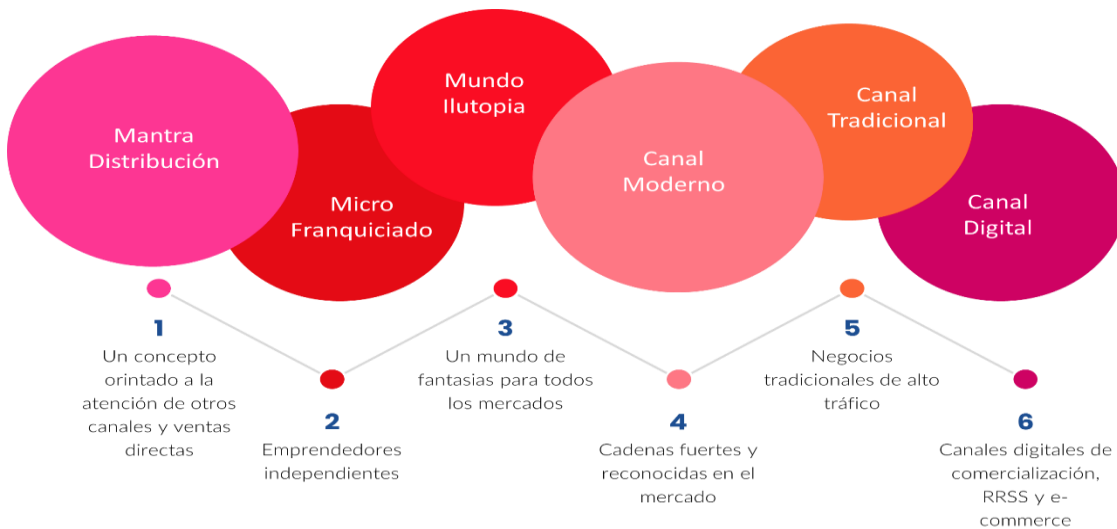 Mantra
Distribución
Micro
Franquiciado
Mundo
Ilutopia
Canal
Moderno
Canal
Tradicional
Canal
Digital
1
Un concepto
orintado a la
atención de otros
canales y ventas
directas
2
Emprendedores
independientes
3
Un mundo de
fantasias para todos
los mercados
4
Cadenas fuertes y
reconocidas en el
mercado
5
Negocios
tradicionales de alto
tráfico
6
Canales digitales de
comercialización,
RRSS y e-
commerce